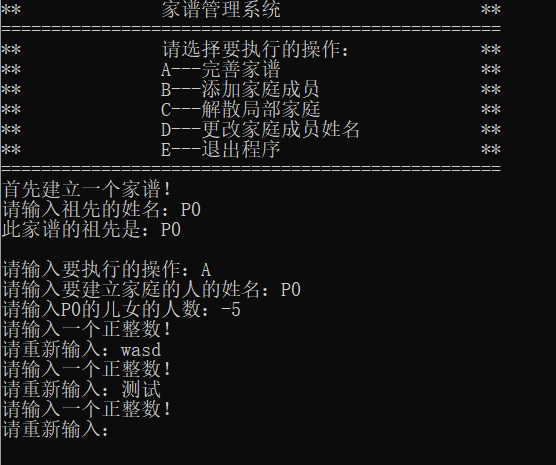 **              家谱管理系统                    **
==================================================
**              请选择要执行的操作：            **
**              A---完善家谱                    **
**              B---添加家庭成员                **
**              C---解散局部家庭                **
**              D---更改家庭成员姓名            **
**              E---退出程序                    **
==================================================
首先建立一个家谱！
请输入祖先的姓名：P0
此家谱的祖先是：P0
请输入要执行的操作：A
请输入要建立家庭的人的姓名：P0
请输入P0的儿女的人数：-5
请输入一个正整数！
请重新输入：wasd
请输入一个正整数！
请重新输入：测试
请输入一个正整数！
请重新输入：